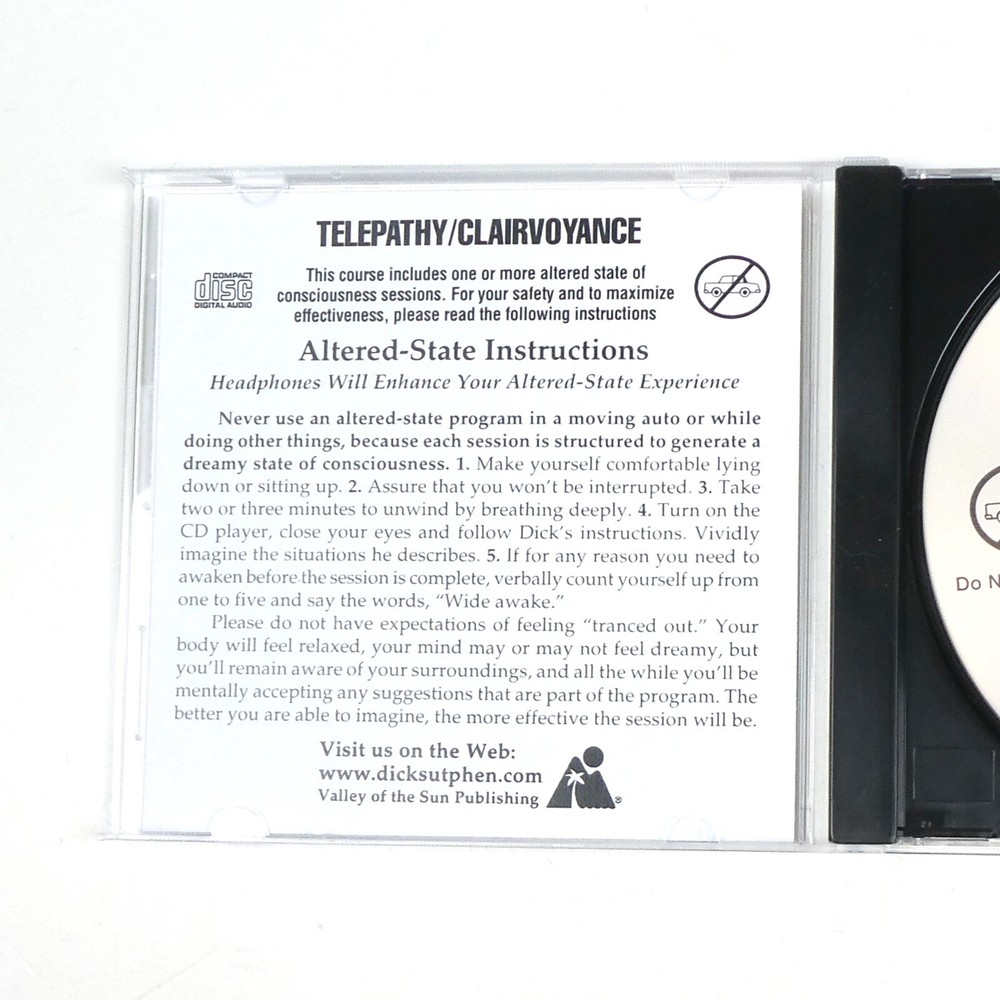 TELEPATHY/CLAIRVOYANCE
COMPACT
disc
DIGITAL AUDIO
This course includes one or more altered state of
consciousness sessions. For your safety and to maximize
effectiveness, please read the following instructions
Altered-State Instructions
Headphones Will Enhance Your Altered-State Experience
Never use an altered-state program in a moving auto or while
doing other things, because each session is structured to generate a
dreamy state of consciousness. 1. Make yourself comfortable lying
down or sitting up. 2. Assure that you won't be interrupted. 3. Take
two or three minutes to unwind by breathing deeply. 4. Turn on the
CD player, close your eyes and follow Dick's instructions. Vividly
imagine the situations he describes. 5. If for any reason you need to
awaken before the session is complete, verbally count yourself up from
one to five and say the words, "Wide awake."
Please do not have expectations of feeling "tranced out." Your
body will feel relaxed, your mind may or may not feel dreamy, but
you'll remain aware of your surroundings, and all the while you'll be
mentally accepting any suggestions that are part of the program. The
better you are able to imagine, the more effective the session will be.
Visit us on the Web:
www.dicksutphen.com
Valley of the Sun Publishing
®
Do N